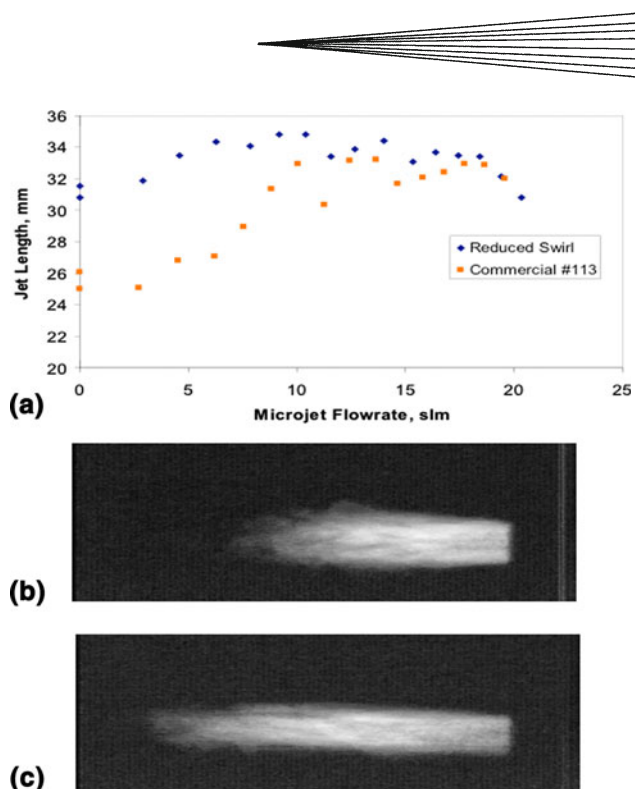 36
34
32
30
28
26
24
22
20
Jet Length, mm
Reduced Swirl
Commercial #113
0
5
10
15
20
25
Microjet Flowrate, slm
(a)
(b)
(c)